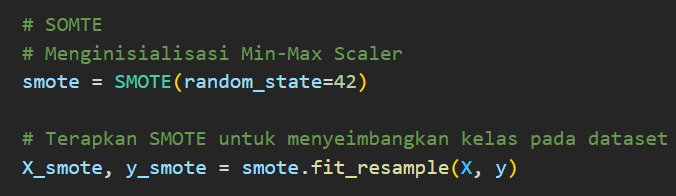 # SOMTE
# Menginisialisasi Min-Max Scaler
smote = SMOTE(random_state=42)
# Terapkan SMOTE untuk menyeimbangkan kelas pada dataset
X_smote, y_smote = smote.fit_resample(X, y)